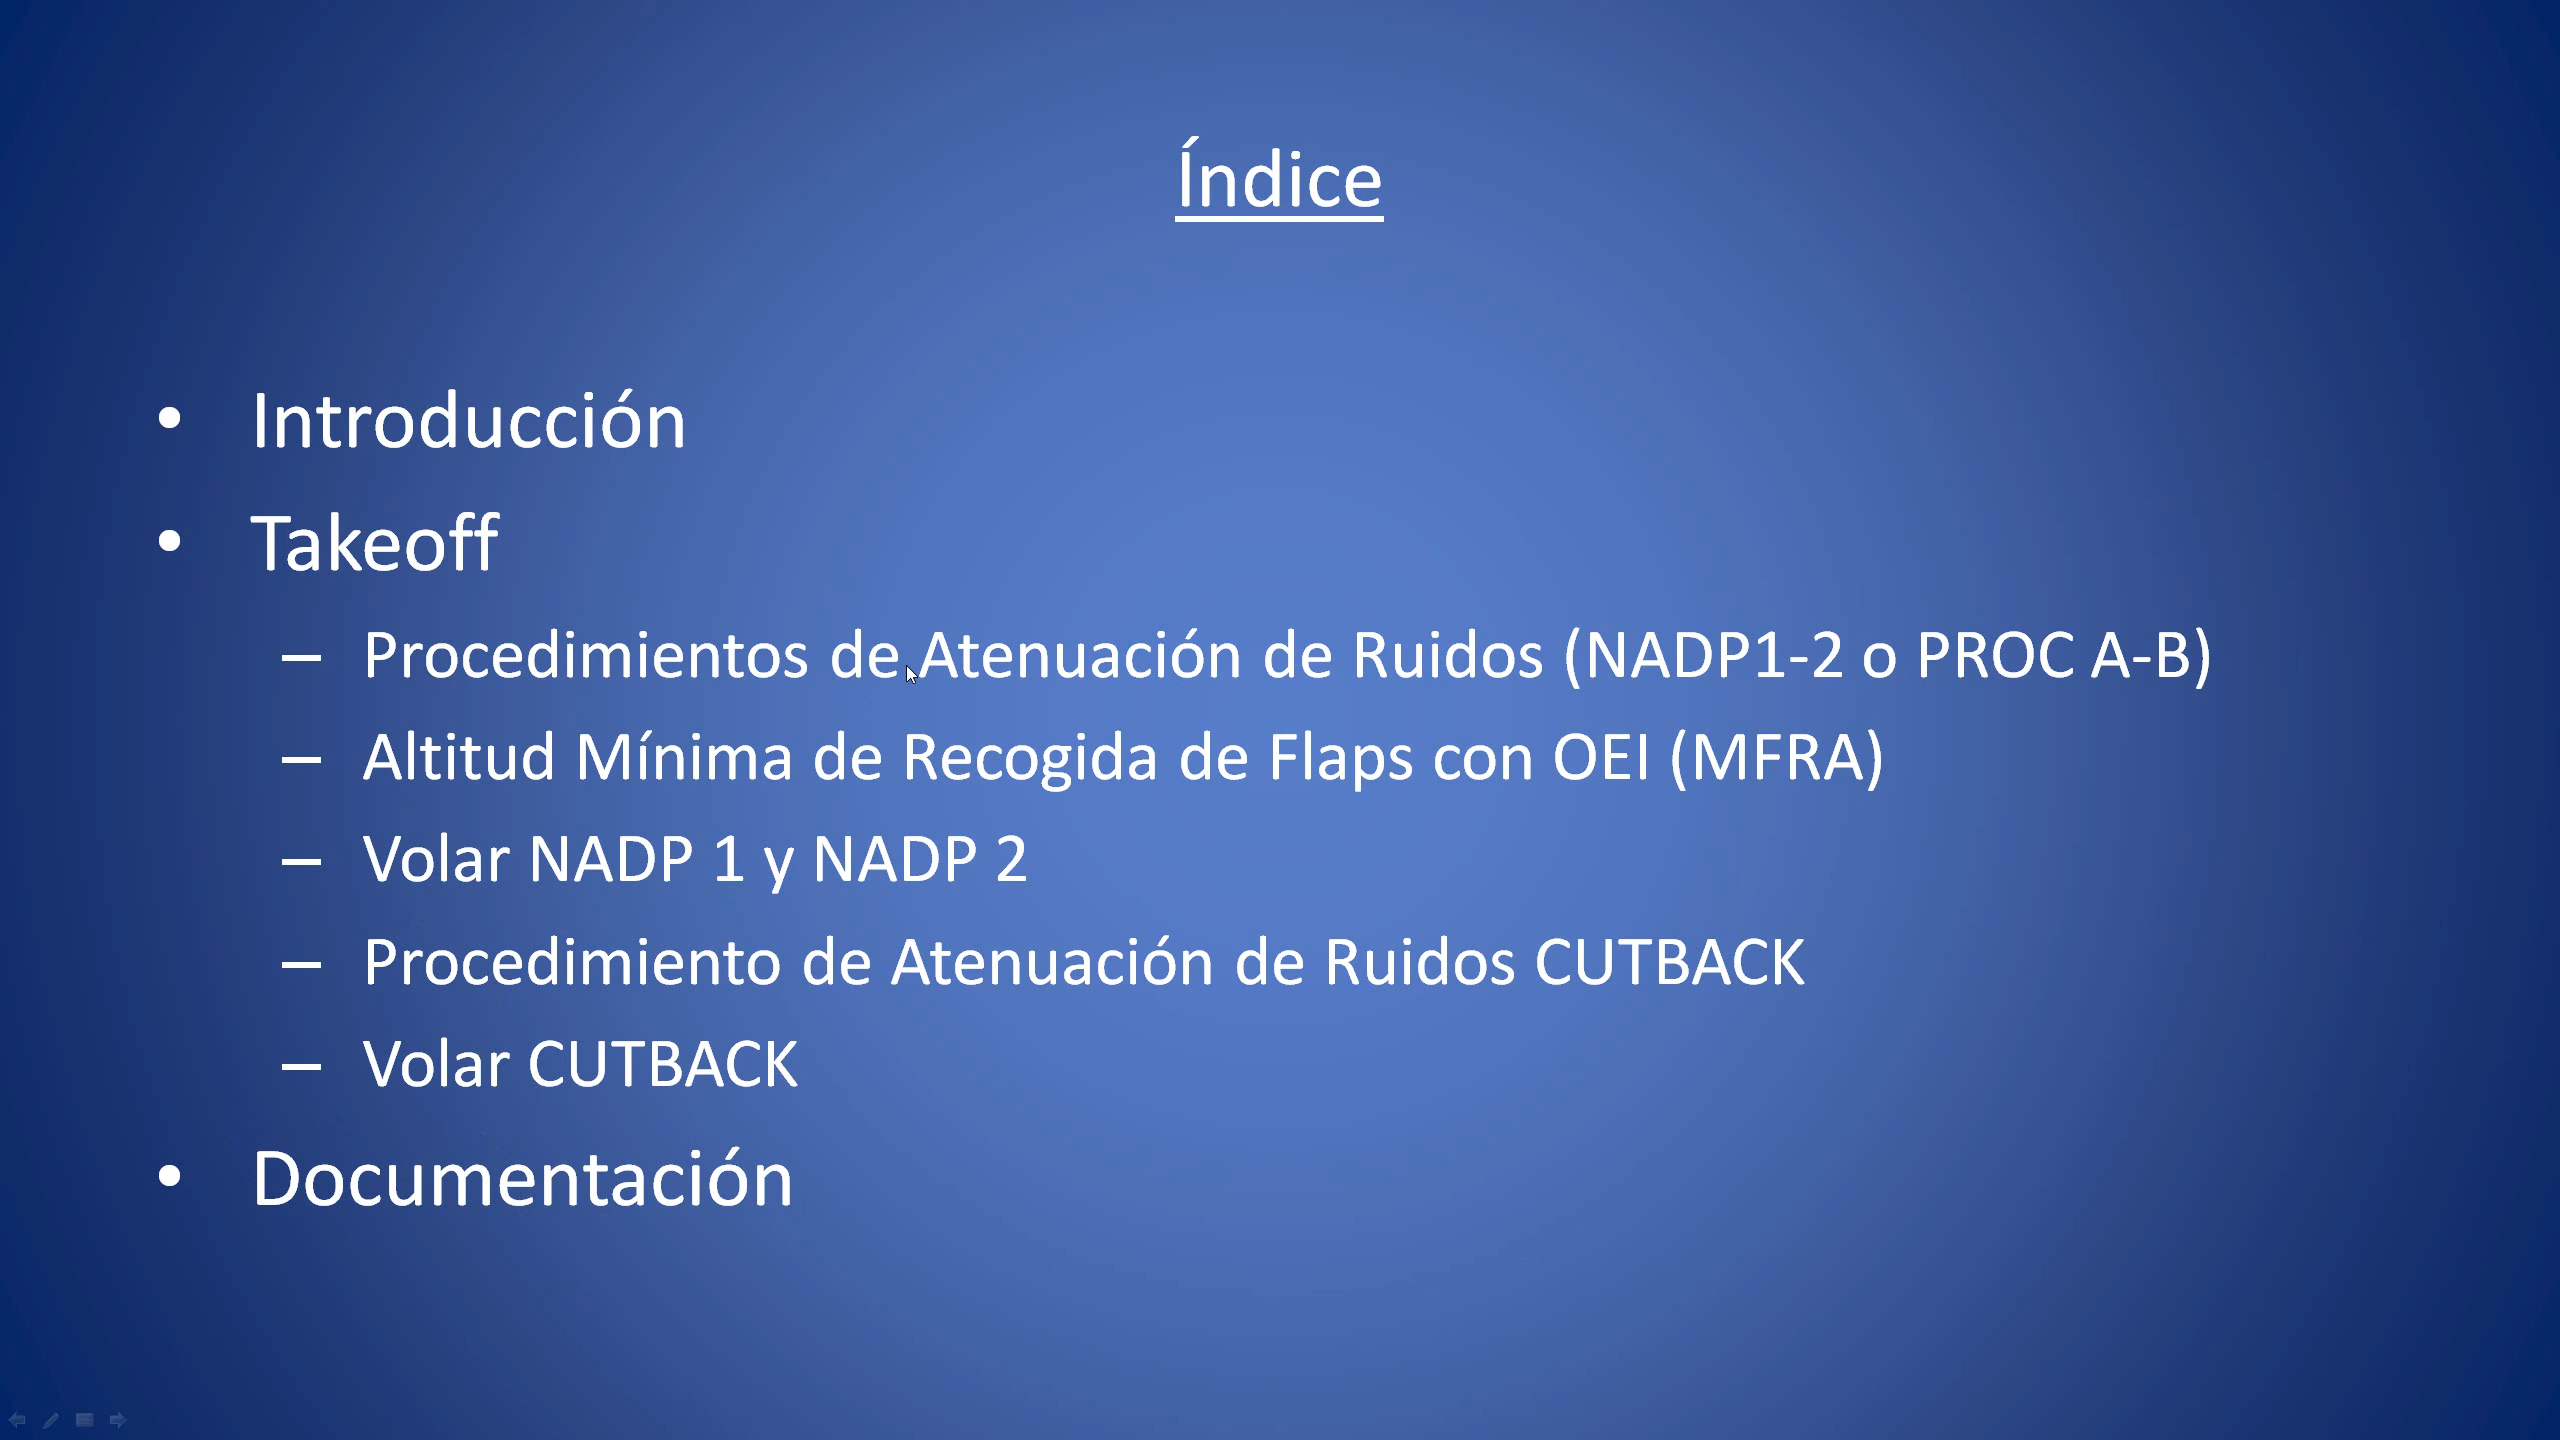 Índice
• Introducción
• Takeoff
– Procedimientos de Atenuación de Ruidos (NADP1-2 o PROC A-B)
– Altitud Mínima de Recogida de Flaps con OEI (MFRA)
– Volar NADP 1 y NADP 2
– Procedimiento de Atenuación de Ruidos CUTBACK
– Volar CUTBACK
• Documentación